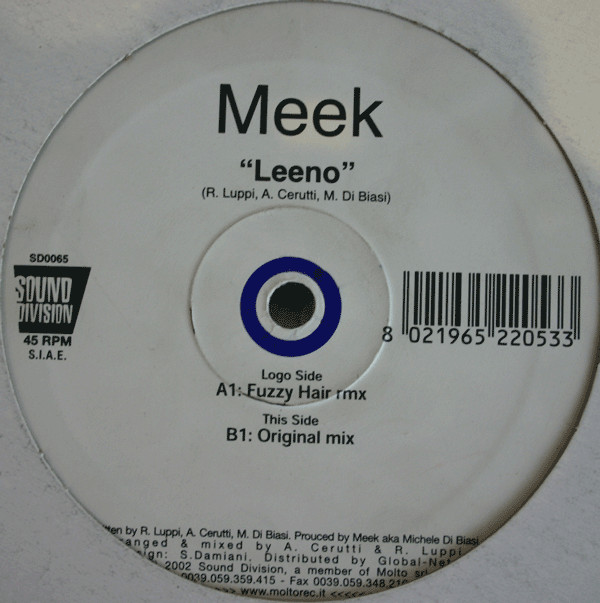 Meek
“Leeno”
(R. Luppi, A. Cerutti, M. Di Biasi)
SD0065
SOUND
DIVISION
45 RPM
S.I.A.E.
8 021965 220533
Logo Side
A1: Fuzzy Hair rmx
This Side
B1: Original mix
tten by R. Luppi, A. Cerutti, M. Di Biasi. Prouced by Meek aka Michele Di Biasi
anged & mixed by A. Cerutti & R. Luppi
ign: S.Damiani. Distributed by Global-Net
2002 Sound Division, a member of Molto srl
0039.059.359.415 - Fax 0039.059.348.210
>>> www.moltorec.it <<<<<